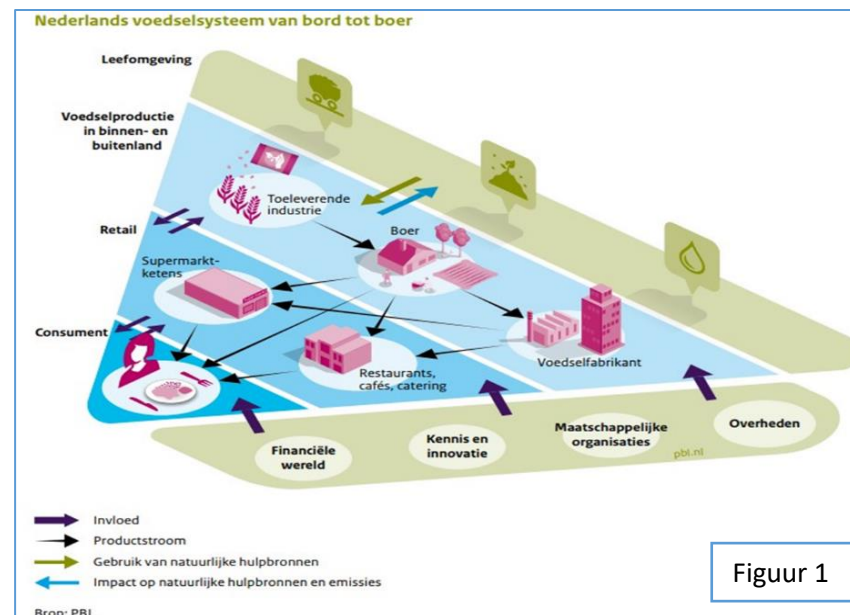 Nederlands voedselsysteem van bord tot boer
Leefomgeving
Voedselproductie
in binnen- en
buitenland
Toeleverende
industrie
Boer
Retail
Supermarkt-
ketens
Voedselfabrikant
Consument
Restaurants,
cafés, catering
Financiële
wereld
Kennis en
innovatie
Maatschappelijke
organisaties
Overheden
pbl.nl
Invloed
Productstroom
Gebruik van natuurlijke hulpbronnen
Impact op natuurlijke hulpbronnen en emissies
Bron: PBL
Figuur 1